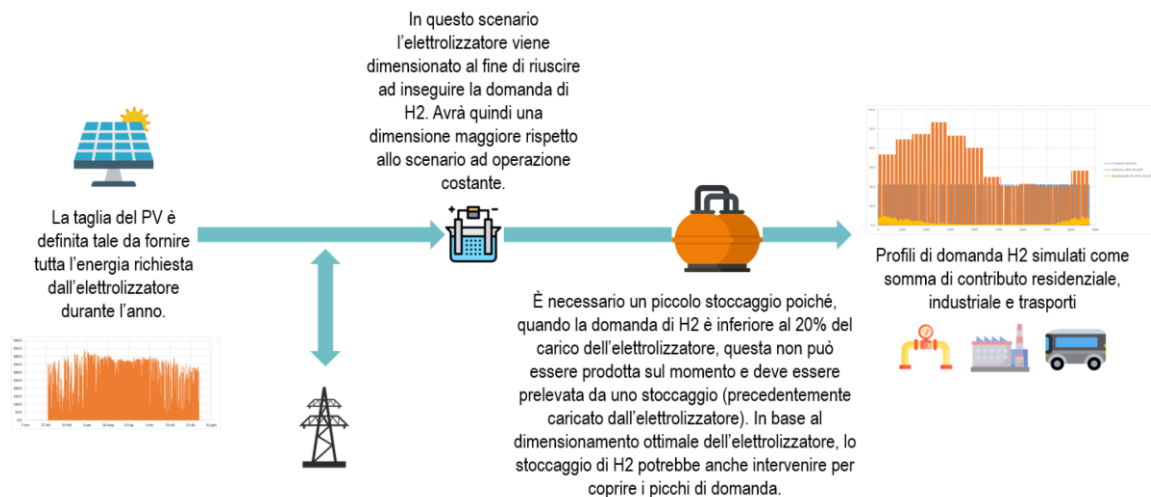 In questo scenario
l'elettrolizzatore viene
dimensionato al fine di riuscire
ad inseguire la domanda di
H2. Avrà quindi una
dimensione maggiore rispetto
allo scenario ad operazione
costante.
La taglia del PV è
definita tale da fornire
tutta l'energia richiesta
dall'elettrolizzatore
durante l'anno.
È necessario un piccolo stoccaggio poiché,
quando la domanda di H2 è inferiore al 20% del
carico dell'elettrolizzatore, questa non può
essere prodotta sul momento e deve essere
prelevata da uno stoccaggio (precedentemente
caricato dall'elettrolizzatore). In base al
dimensionamento ottimale dell'elettrolizzatore, lo
stoccaggio di H2 potrebbe anche intervenire per
coprire i picchi di domanda.
Profili di domanda H2 simulati come
somma di contributo residenziale,
industriale e trasporti